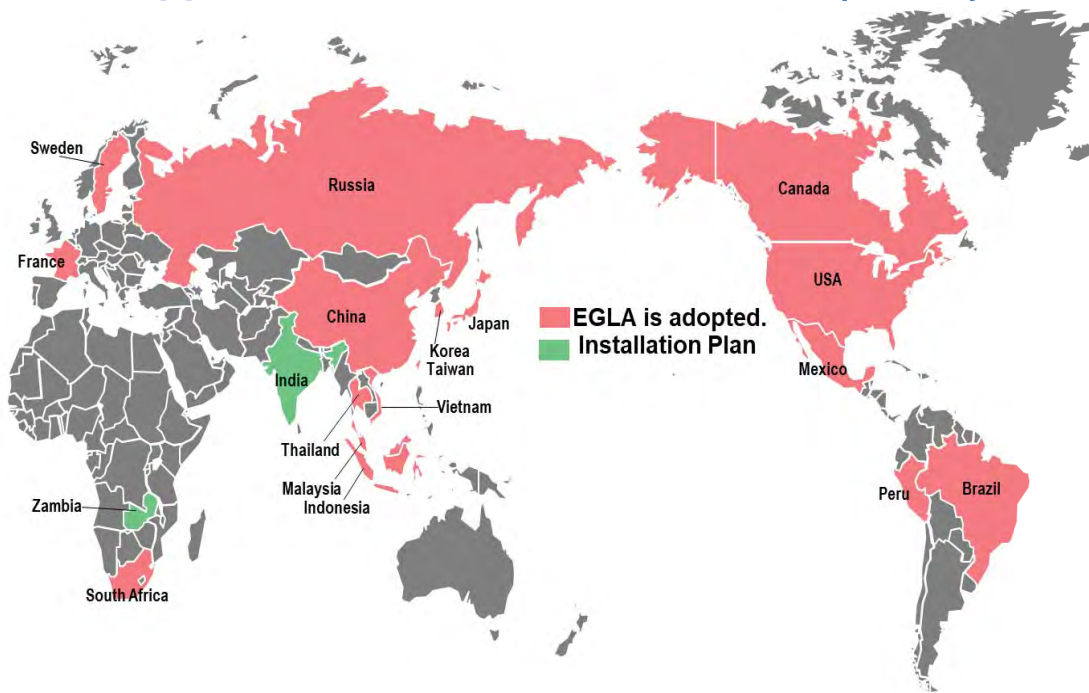 Sweden
Russia
Canada
France
USA
China
EGLA is adopted.
Japan
Installation Plan
Korea
Taiwan
Mexico
India
Vietnam
Thailand
Malaysia
Indonesia
Peru
Brazil
Zambia
South Africa